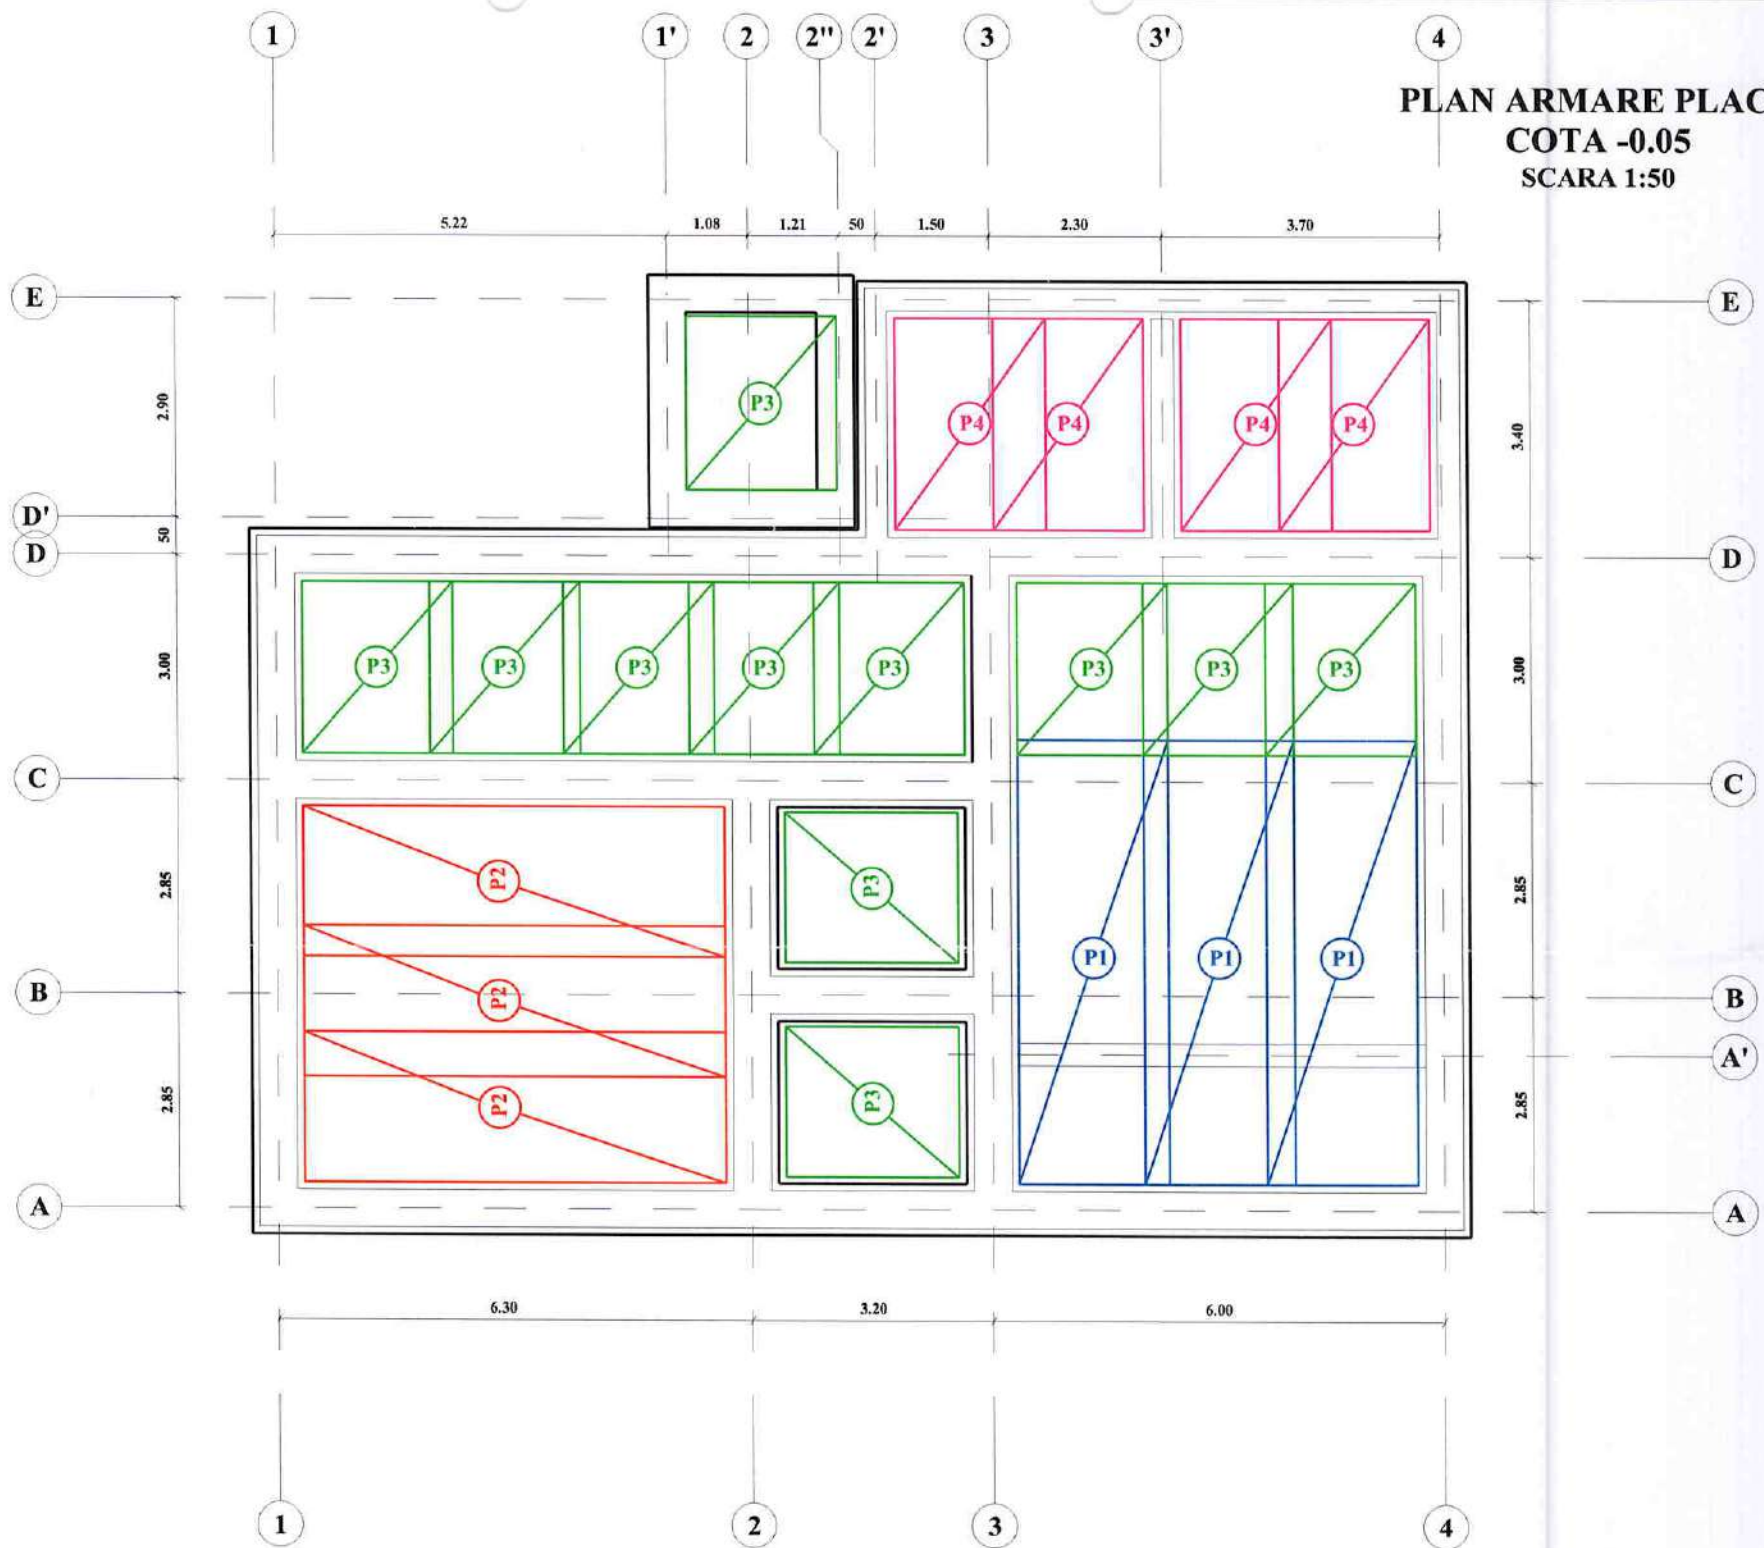 1 1' 2 2'' 2' 3 3' 4
PLAN ARMARE PLAC
COTA -0.05
SCARA 1:50
5.22 1.08 1.21 50 1.50 2.30 3.70
E E
2.90 P3 P4 P4 P4 P4 3.40
D'
50
D D
3.00 P3 P3 P3 P3 P3 P3 P3 P3 3.00
C C
2.85 P2 P3 2.85
P1 P1 P1
B P2 B
A'
2.85 P2 P3 2.85
A A
6.30 3.20 6.00
1 2 3 4